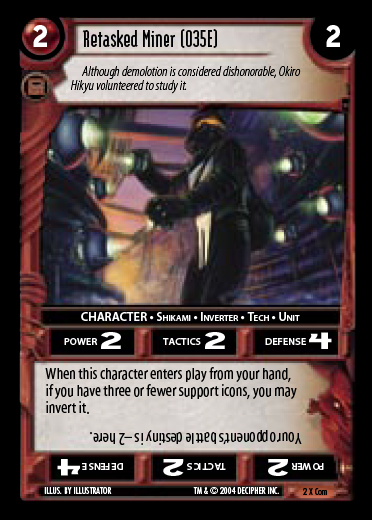 2 Retasked Miner (035E) 2
Although demolotion is considered dishonorable, Okiro
Hikyu volunteered to study it.
CHARACTER • SHIKAMI • INVERTER • TECH • UNIT
POWER 2 TACTICS 2 DEFENSE 4
When this character enters play from your hand,
if you have three or fewer support icons, you may
invert it.
Your opponent's battle destiny is –2 here.
POWER 2 TACTICS 2 DEFENSE 4
ILLUS. BY ILLUSTRATOR TM & © 2004 DECIPHER INC. 2 X Com